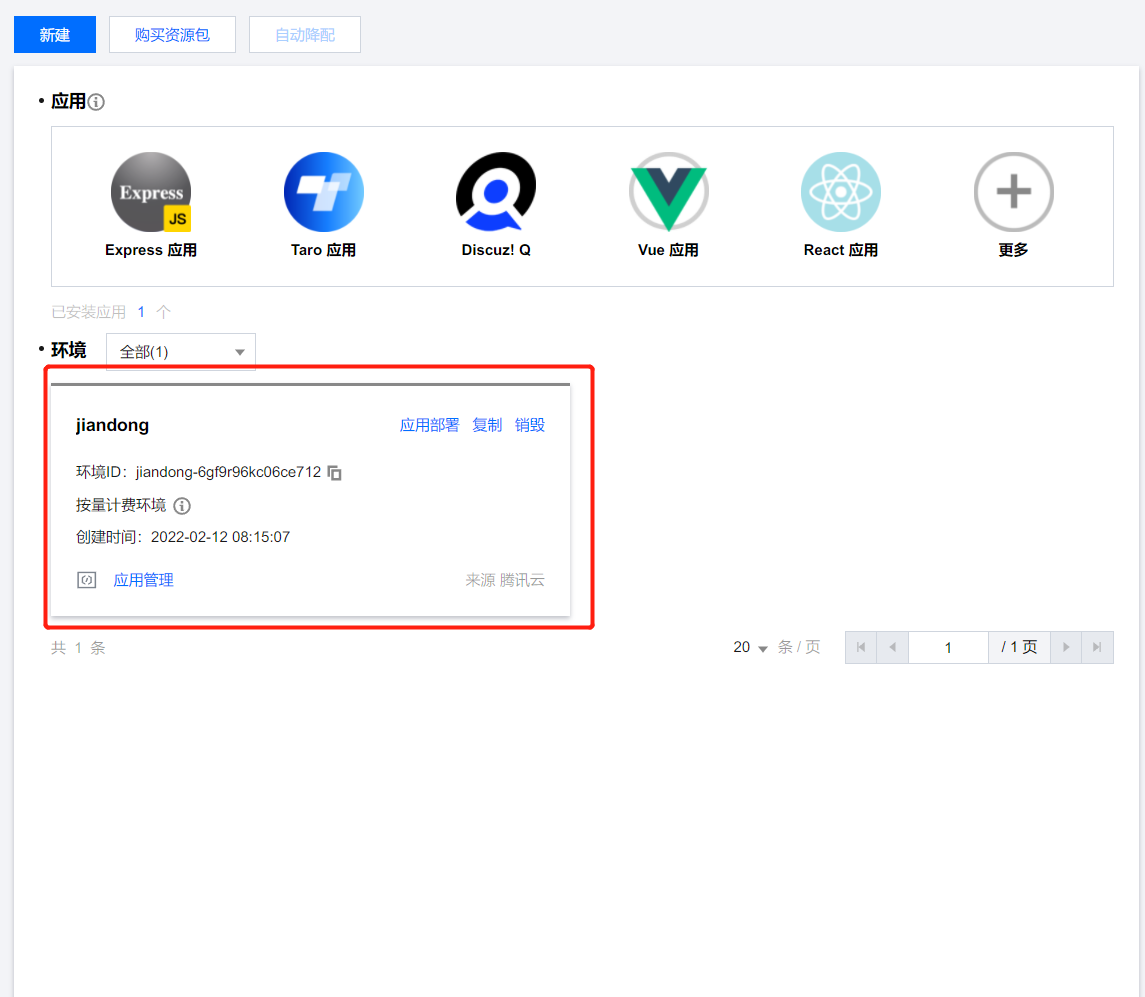 新建 购买资源包 自动降配
• 应用
Express
JS
Express 应用 Taro 应用 Discuz! Q Vue 应用 React 应用 更多
已安装应用 1 个
• 环境 全部(1)
jiandong 应用部署 复制 销毁
环境ID：jiandong-6gf9r96kc06ce712
按量计费环境
创建时间：2022-02-12 08:15:07
应用管理 来源 腾讯云
共 1 条 20 条 / 页 1 / 1 页